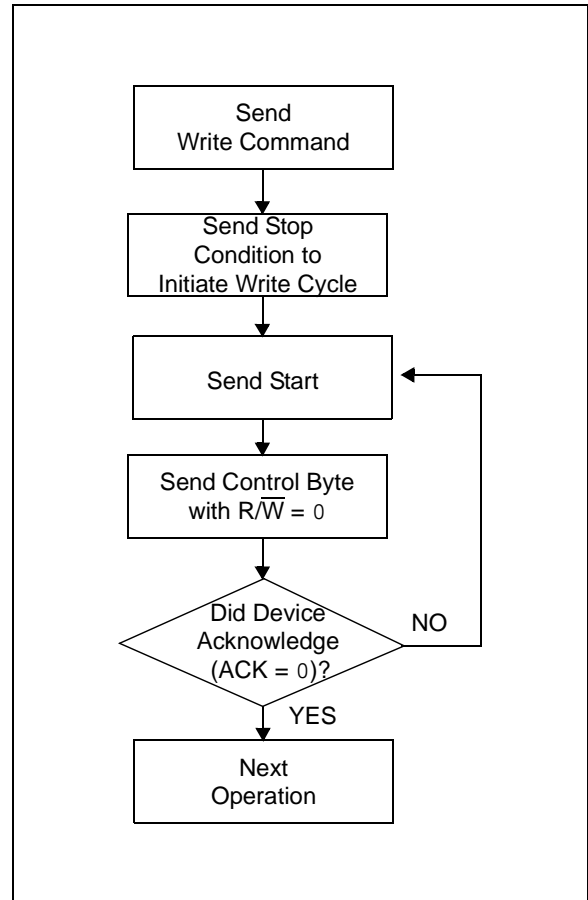 Send
Write Command
Send Stop
Condition to
Initiate Write Cycle
Send Start
Send Control Byte
with R/W̅ = 0
Did Device
Acknowledge
(ACK = 0)?
NO
YES
Next
Operation